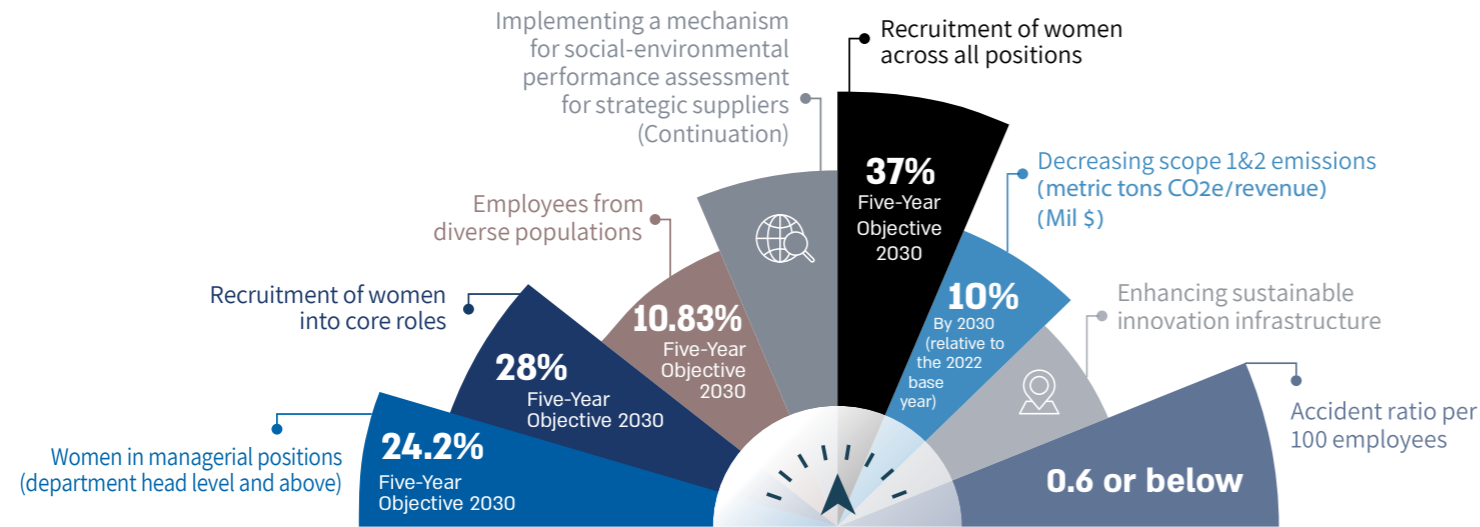 Implementing a mechanism
for social-environmental
performance assessment
for strategic suppliers
(Continuation)
Recruitment of women
across all positions
37%
Five-Year
Objective
2030
Decreasing scope 1&2 emissions
(metric tons CO2e/revenue)
(Mil $)
10%
By 2030
(relative to
the 2022
base
year)
Employees from
diverse populations
10.83%
Five-Year
Objective
2030
Recruitment of women
into core roles
28%
Five-Year
Objective 2030
Enhancing sustainable
innovation infrastructure
Women in managerial positions
(department head level and above)
24.2%
Five-Year
Objective 2030
Accident ratio per
100 employees
0.6 or below